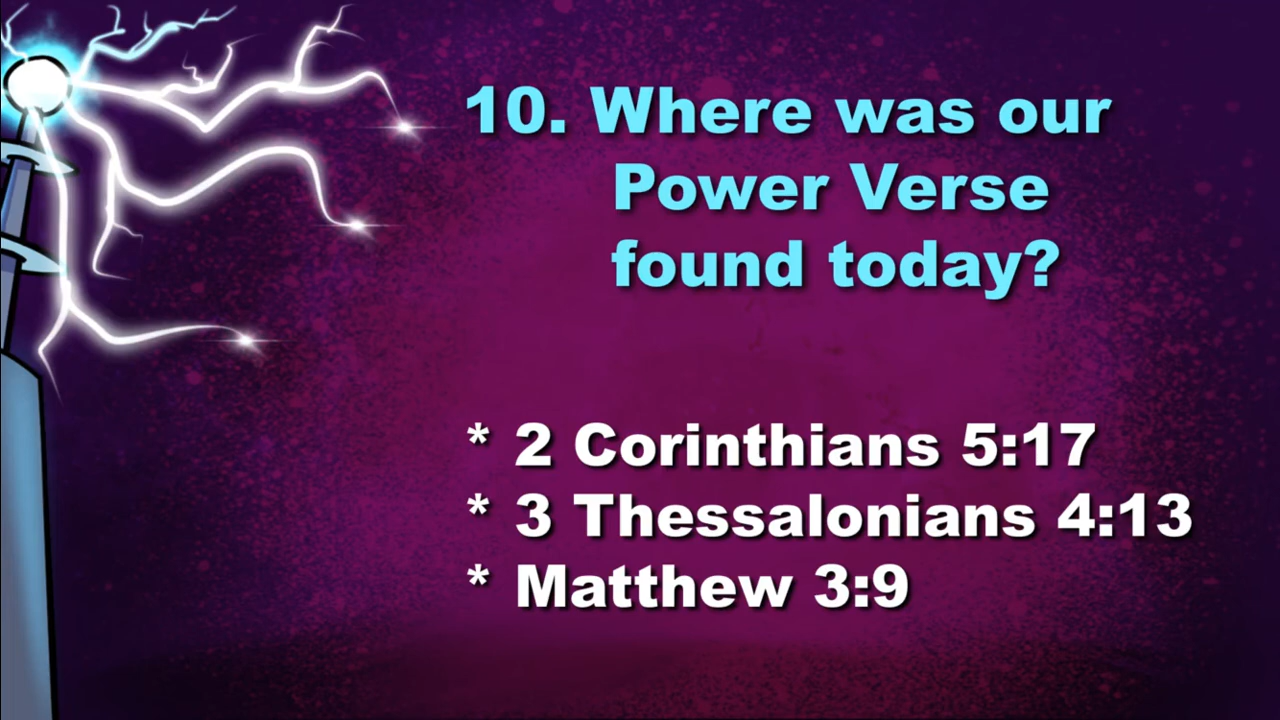 10. Where was our
Power Verse
found today?
* 2 Corinthians 5:17
* 3 Thessalonians 4:13
* Matthew 3:9